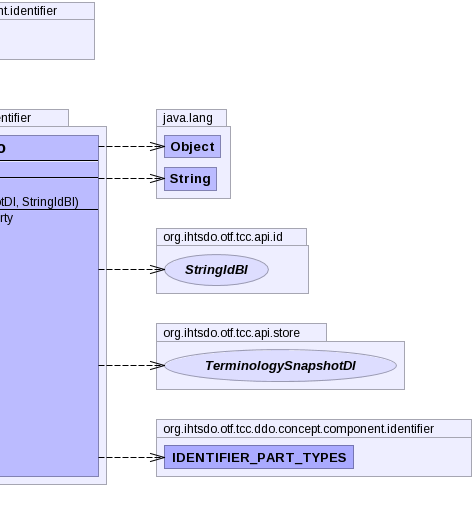 nt.identifier
entifier
o
otDI, StringIdBI)
rty
java.lang
Object
String
org.ihtsdo.otf.tcc.api.id
StringIdBI
org.ihtsdo.otf.tcc.api.store
TerminologySnapshotDI
org.ihtsdo.otf.tcc.ddo.concept.component.identifier
IDENTIFIER_PART_TYPES